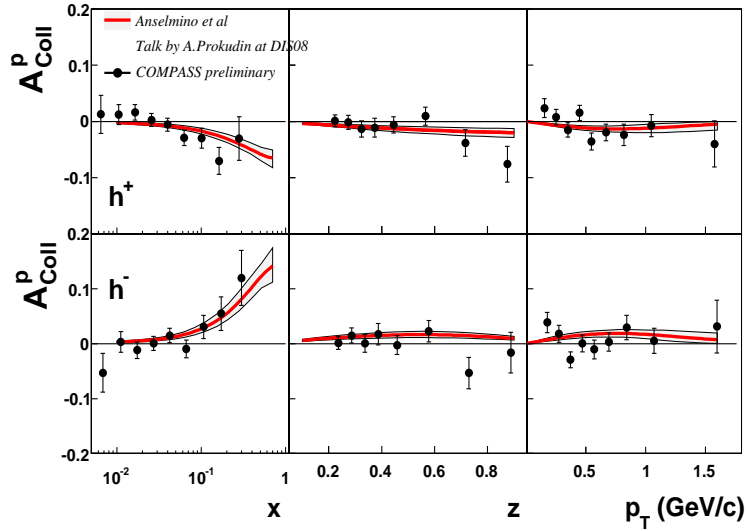 Anselmino et al
Talk by A.Prokudin at DIS08
COMPASS preliminary
A^p_Coll
0.1
0
-0.1
h⁺
0.2
A^p_Coll
h⁻
0.1
0
-0.1
-0.2
10⁻² 10⁻¹ 1
0.2 0.4 0.6 0.8
0.5 1 1.5
x
z
p_T (GeV/c)